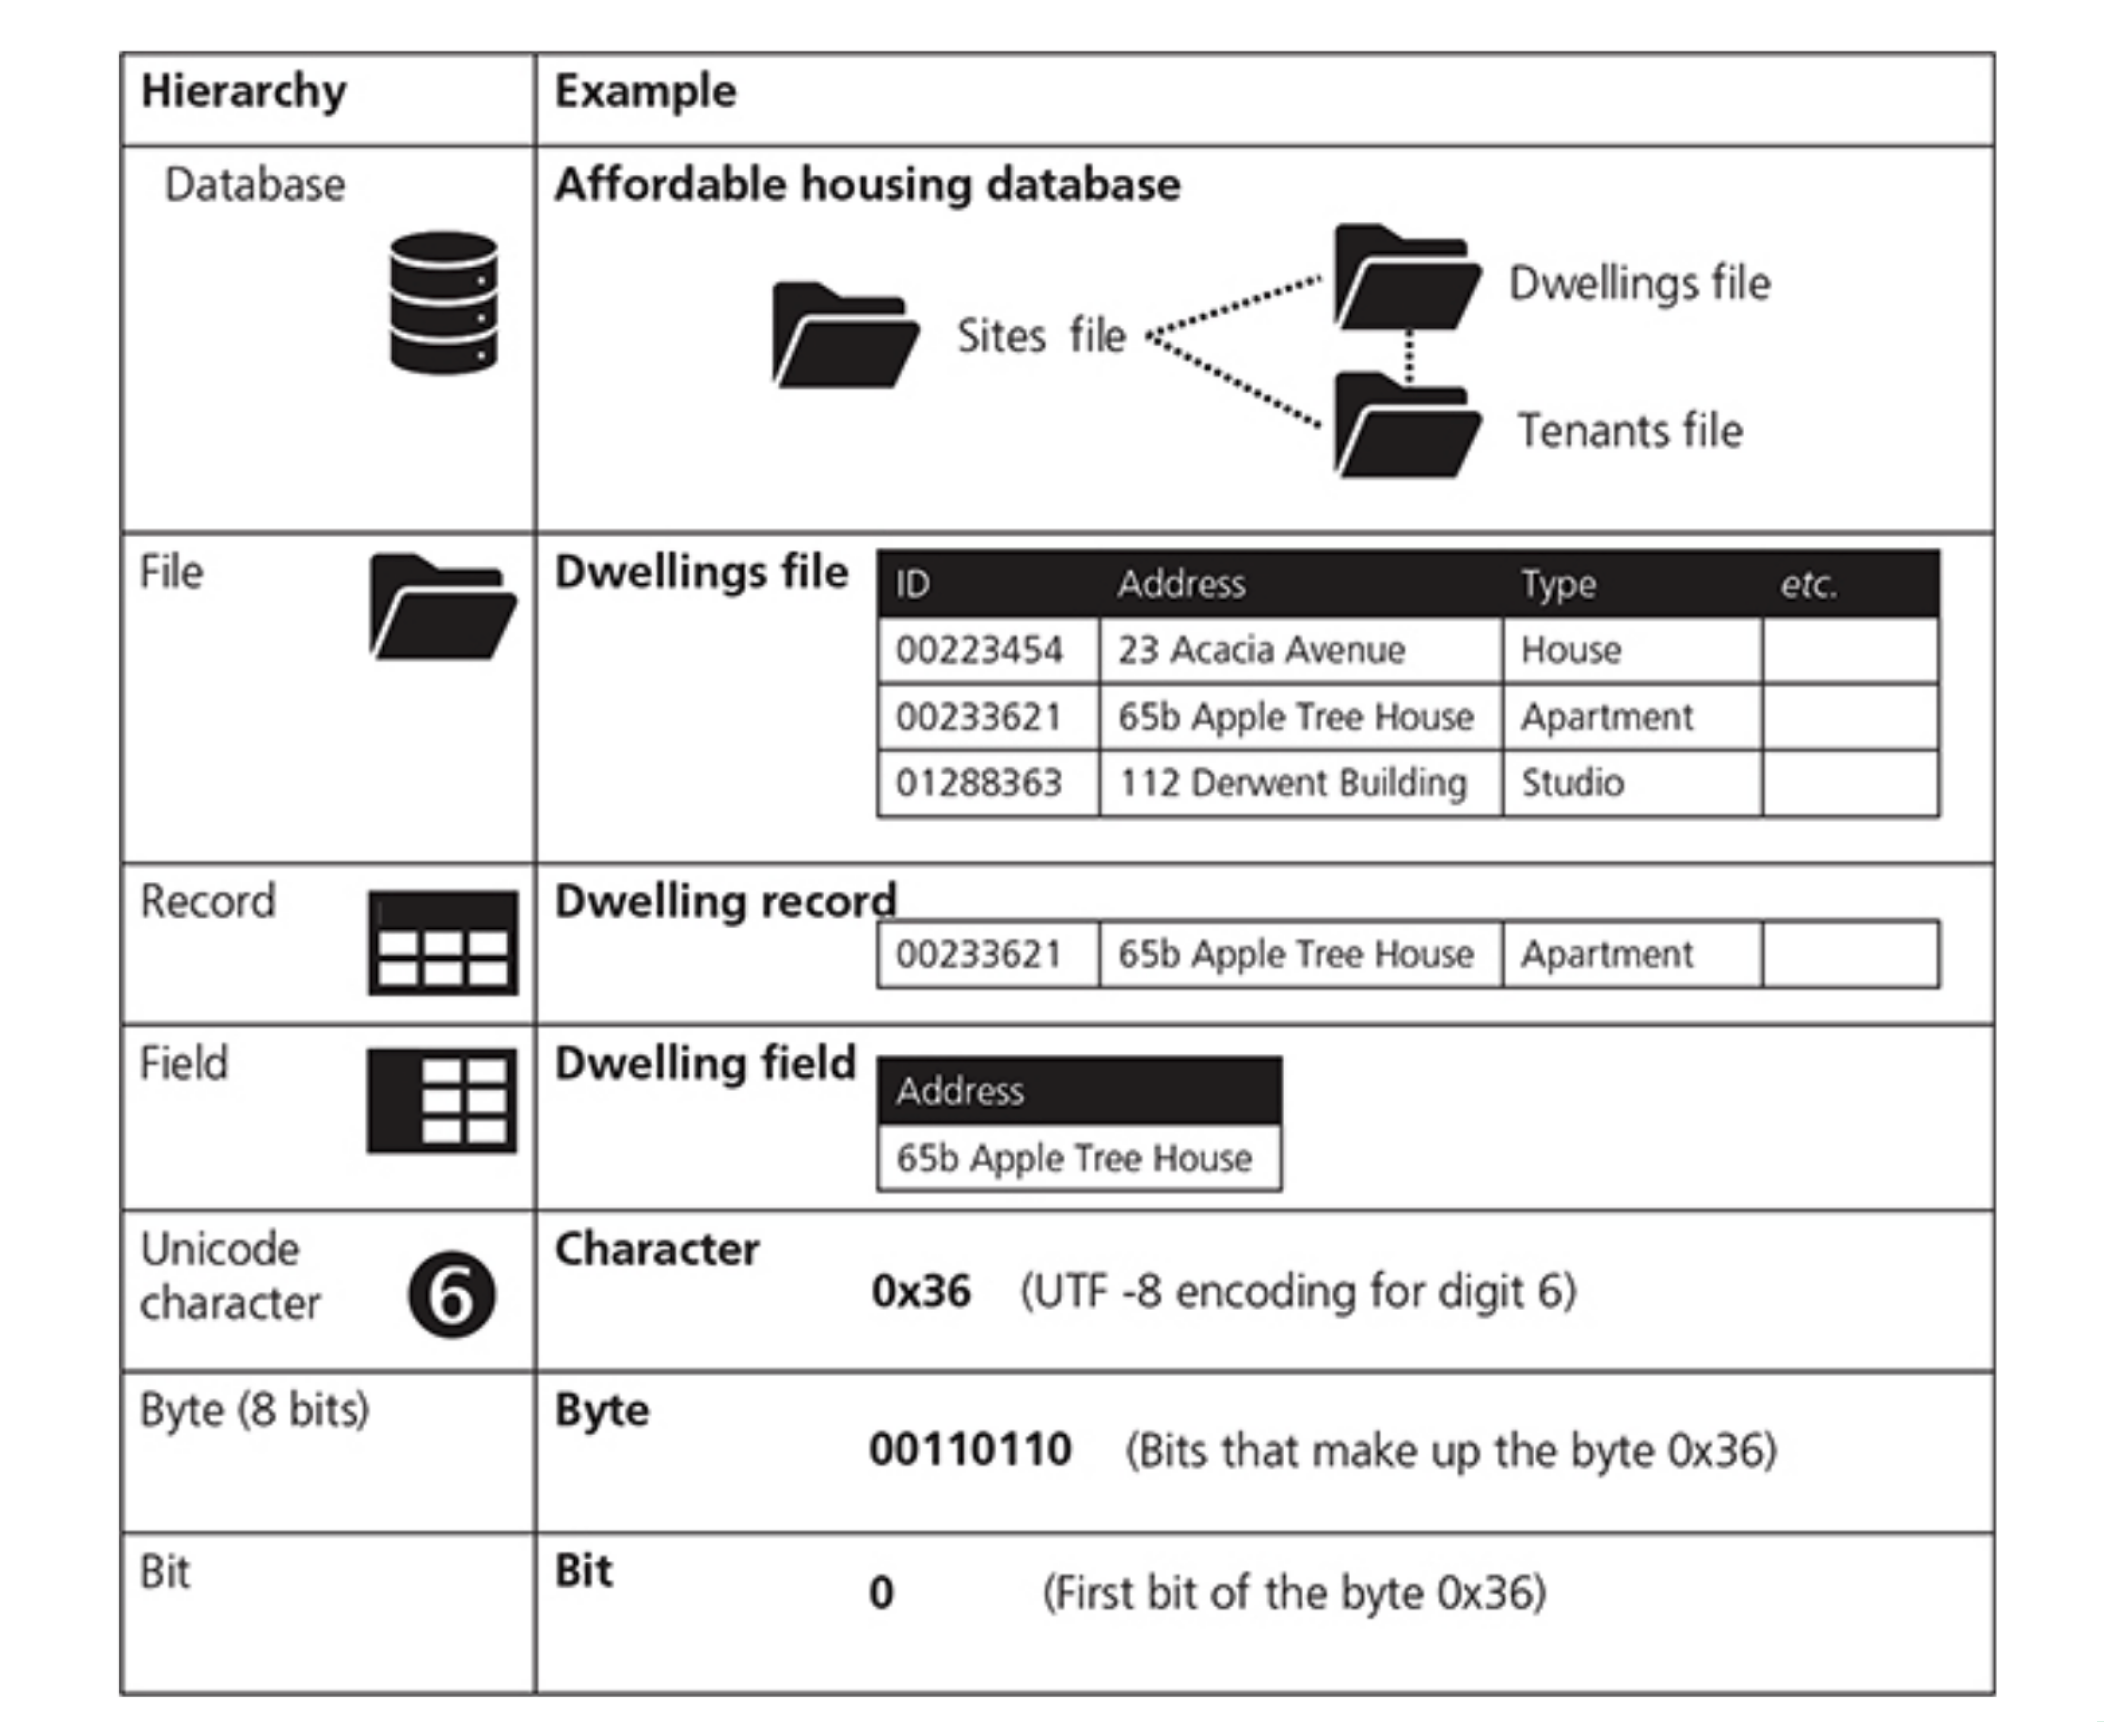 Hierarchy Example
Database Affordable housing database
Dwellings file
Sites file
Tenants file
File Dwellings file ID Address Type etc.
00223454 23 Acacia Avenue House
00233621 65b Apple Tree House Apartment
01288363 112 Derwent Building Studio
Record Dwelling record
00233621 65b Apple Tree House Apartment
Field Dwelling field Address
65b Apple Tree House
Unicode Character
character 6 0x36 (UTF -8 encoding for digit 6)
Byte (8 bits) Byte
00110110 (Bits that make up the byte 0x36)
Bit Bit
0 (First bit of the byte 0x36)